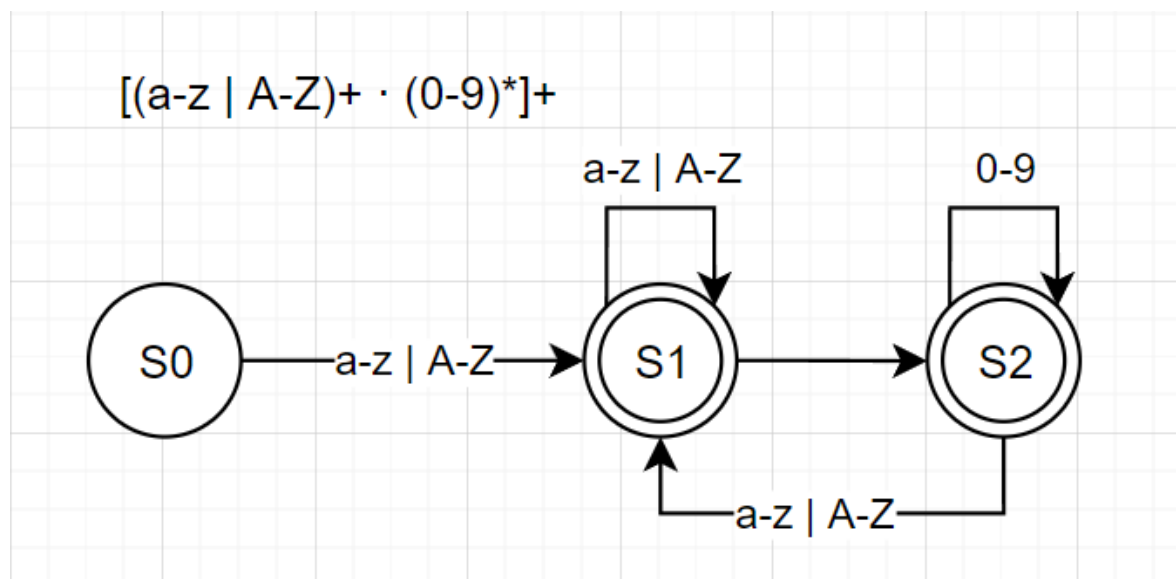 [(a-z | A-Z)+ · (0-9)*]+
a-z | A-Z
0-9
S0
a-z | A-Z
S1
S2
a-z | A-Z